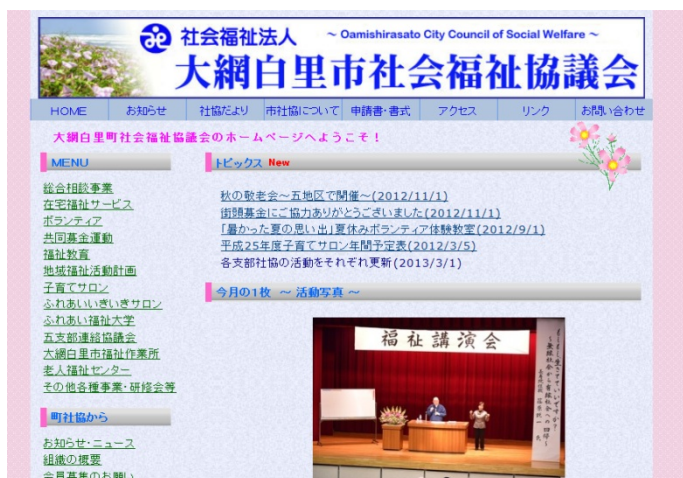 社会福祉法人 ～ Oamishirasato City Council of Social Welfare ～
大網白里市社会福祉協議会
HOME お知らせ 社協だより 市社協について 申請書・書式 アクセス リンク お問い合わせ
大網白里町社会福祉協議会のホームページへようこそ！
MENU
総合相談事業
在宅福祉サービス
ボランティア
共同募金運動
福祉教育
地域福祉活動計画
子育てサロン
ふれあいいきいきサロン
ふれあい福祉大学
五支部連絡協議会
大網白里市福祉作業所
老人福祉センター
その他各種事業・研修会等
町社協から
お知らせ・ニュース
組織の概要
会員募集のお願い
トピックス New
秋の敬老会～五地区で開催～(2012/11/1)
街頭募金にご協力ありがとうございました(2012/11/1)
「暑かった夏の思い出」夏休みボランティア体験教室(2012/9/1)
平成25年度子育てサロン年間予定表(2012/3/5)
各支部社協の活動をそれぞれ更新(2013/3/1)
今月の1枚 ～ 活動写真 ～
福祉講演会